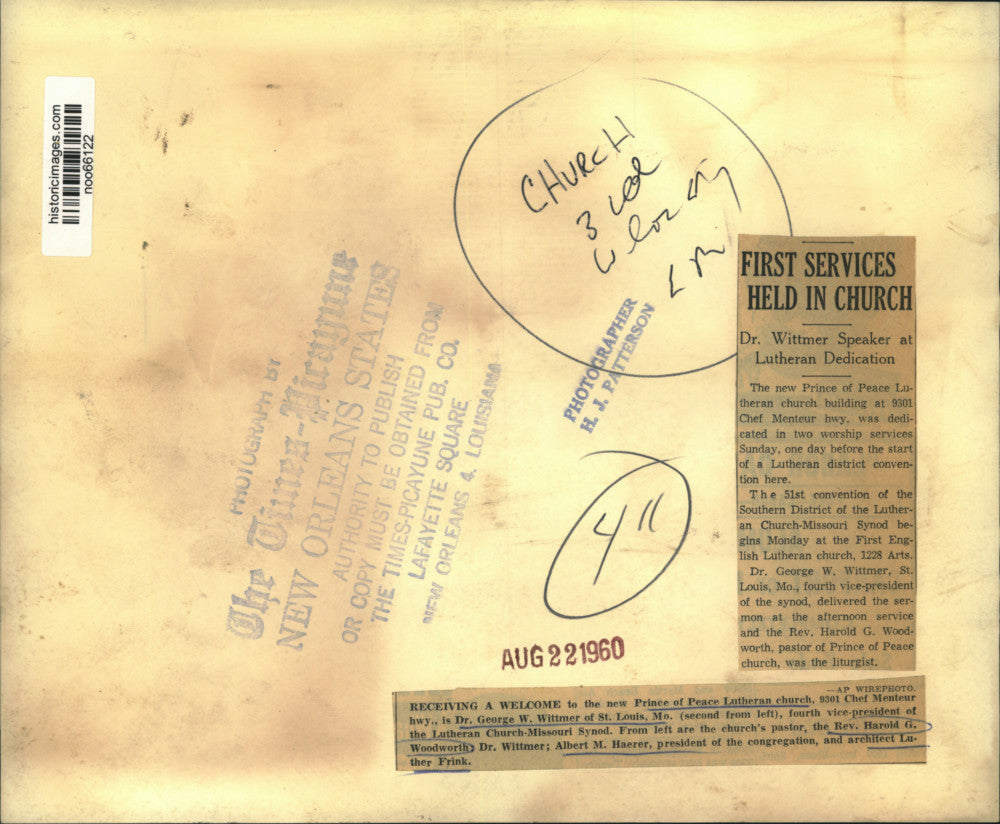 historicimages.com
noo66122
CHURCH
3 col
PHOTOGRAPHER
H. J. PATTERSON
PHOTOGRAPH BY
The Times-Picayune
NEW ORLEANS STATES
AUTHORITY TO PUBLISH
OR COPY MUST BE OBTAINED FROM
THE TIMES-PICAYUNE PUB. CO.
LAFAYETTE SQUARE
NEW ORLEANS 4, LOUISIANA
4"
AUG 22 1960
FIRST SERVICES
HELD IN CHURCH
Dr. Wittmer Speaker at
Lutheran Dedication
The new Prince of Peace Lu-
theran church building at 9301
Chef Menteur hwy. was dedi-
cated in two worship services
Sunday, one day before the start
of a Lutheran district conven-
tion here.
The 51st convention of the
Southern District of the Luther-
an Church-Missouri Synod be-
gins Monday at the First Eng-
lish Lutheran church, 1228 Arts.
Dr. George W. Wittmer, St.
Louis, Mo., fourth vice-president
of the synod, delivered the ser-
mon at the afternoon service
and the Rev. Harold G. Wood-
worth, pastor of Prince of Peace
church, was the liturgist.
—AP WIREPHOTO.
RECEIVING A WELCOME to the new Prince of Peace Lutheran church, 9301 Chef Menteur
hwy., is Dr. George W. Wittmer of St. Louis, Mo. (second from left), fourth vice-president of
the Lutheran Church-Missouri Synod. From left are the church's pastor, the Rev. Harold G.
Woodworth; Dr. Wittmer; Albert M. Haerer, president of the congregation, and architect Lu-
ther Frink.